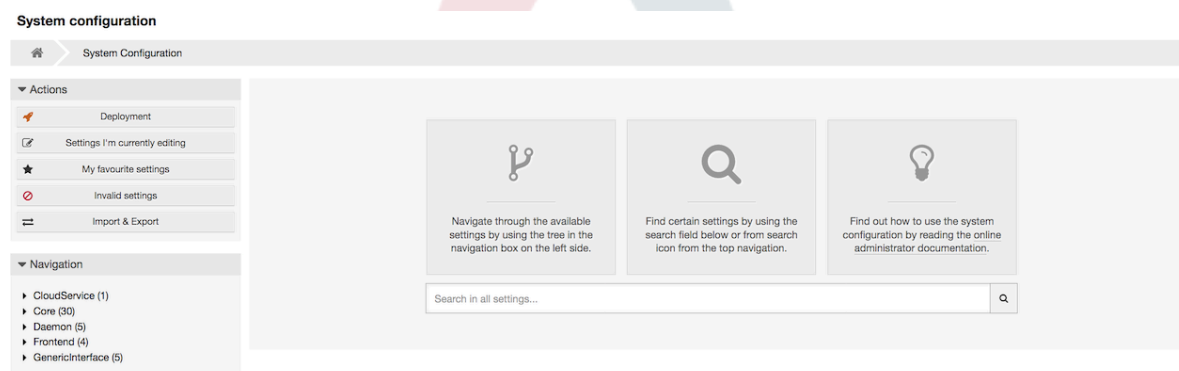 System configuration
System Configuration
Actions
Deployment
Settings I'm currently editing
My favourite settings
Invalid settings
Import & Export
Navigation
CloudService (1)
Core (30)
Daemon (5)
Frontend (4)
GenericInterface (5)
Navigate through the available
settings by using the tree in the
navigation box on the left side.
Find certain settings by using the
search field below or from search
icon from the top navigation.
Find out how to use the system
configuration by reading the online
administrator documentation.
Search in all settings...